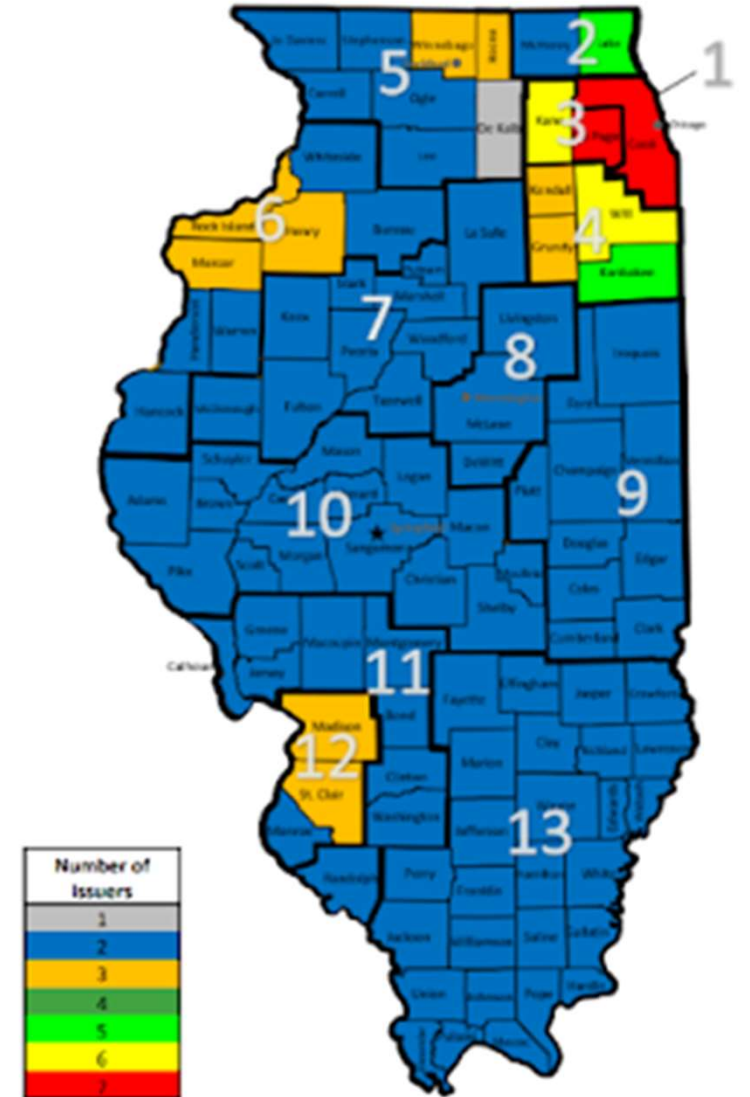 Stephenson
Winnebago
Boone
McHenry
Lake
2
1
5
Carroll
Ogle
De Kalb
Kane
3
Cook
Chicago
Whiteside
Lee
Kendall
Will
6
Rock Island
Henry
Bureau
La Salle
Grundy
4
Mercer
Kankakee
Putnam
Stark
Marshall
Henderson
Warren
Knox
7
Livingston
Peoria
Woodford
8
Iroquois
Hancock
McDonough
Fulton
Tazewell
Bloomington
McLean
Ford
Mason
Schuyler
Logan
DeWitt
Champaign
Vermilion
Adams
Brown
10
Piatt
9
Springfield
Macon
Sangamon
Douglas
Edgar
Pike
Scott
Morgan
Christian
Moultrie
Coles
Shelby
Greene
Macoupin
Montgomery
Cumberland
Clark
Calhoun
Jersey
11
Fayette
Effingham
Jasper
Crawford
Madison
Bond
12
Clay
Richland
Lawrence
Marion
St. Clair
Clinton
Washington
Wayne
Edwards
Monroe
Jefferson
13
Randolph
Perry
Hamilton
White
Franklin
Jackson
Williamson
Saline
Gallatin
Union
Johnson
Pope
Hardin
Number of
Issuers
1
2
3
4
5
6
7